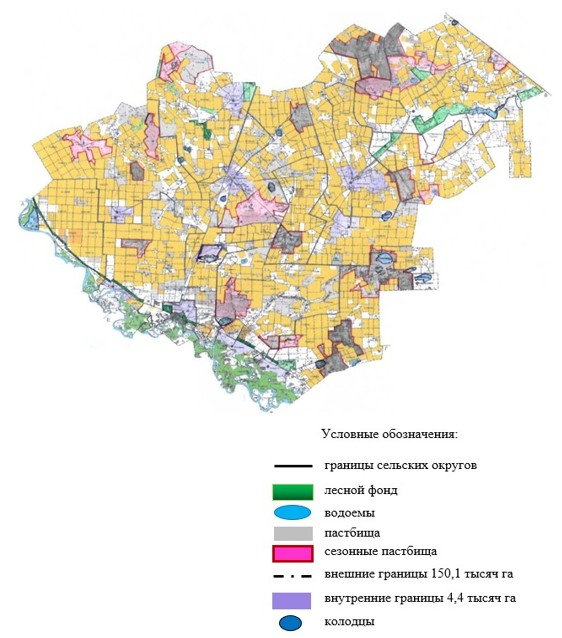 Условные обозначения:
границы сельских округов
лесной фонд
водоемы
пастбища
сезонные пастбища
внешние границы 150,1 тысяч га
внутренние границы 4,4 тысяч га
колодцы